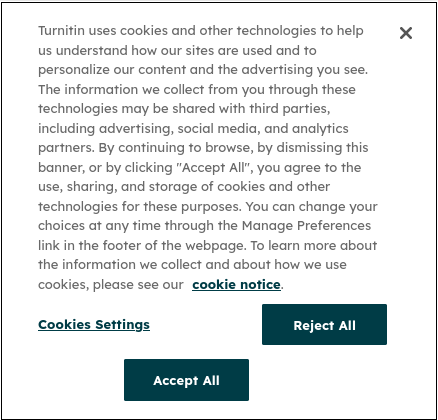 Turnitin uses cookies and other technologies to help
us understand how our sites are used and to
personalize our content and the advertising you see.
The information we collect from you through these
technologies may be shared with third parties,
including advertising, social media, and analytics
partners. By continuing to browse, by dismissing this
banner, or by clicking "Accept All", you agree to the
use, sharing, and storage of cookies and other
technologies for these purposes. You can change your
choices at any time through the Manage Preferences
link in the footer of the webpage. To learn more about
the information we collect and about how we use
cookies, please see our cookie notice.
Cookies Settings
Reject All
Accept All